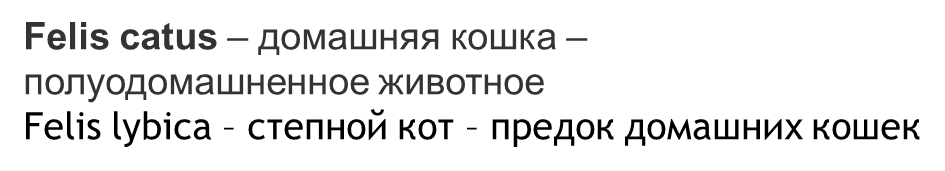 Felis catus – домашняя кошка –
полуодомашненное животное
Felis lybica – степной кот – предок домашних кошек